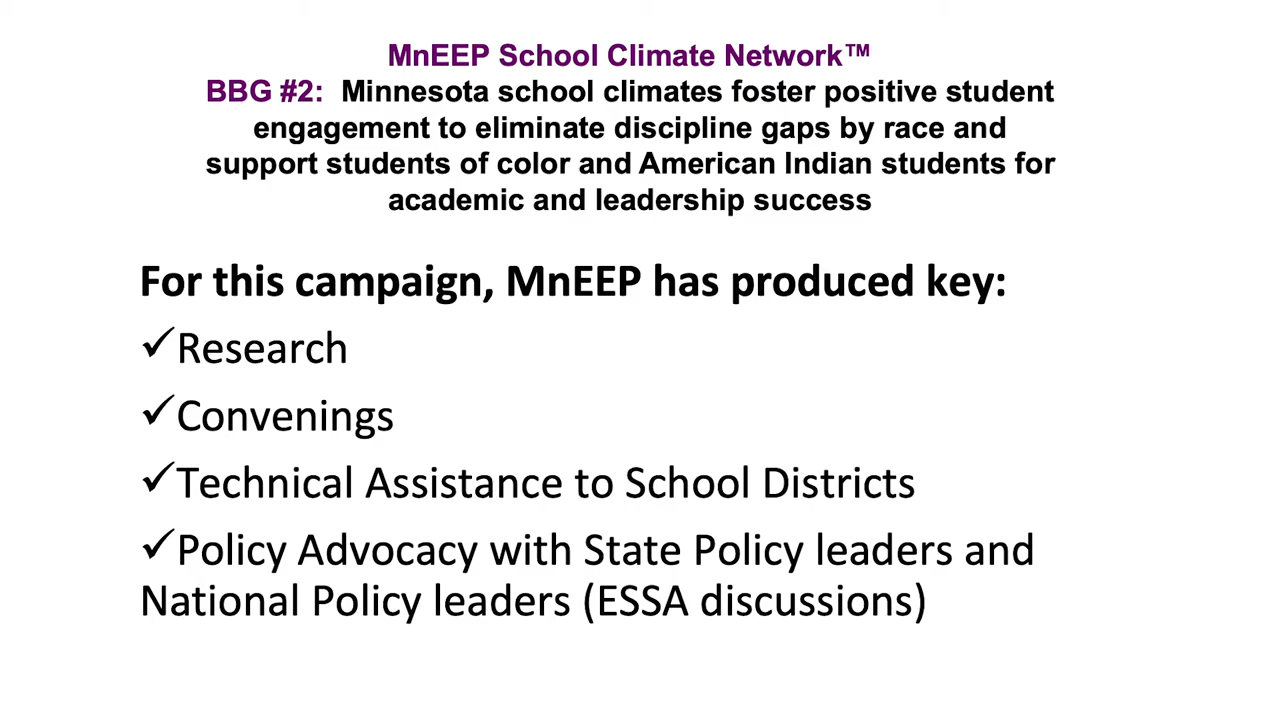 MnEEP School Climate Network™
BBG #2: Minnesota school climates foster positive student
engagement to eliminate discipline gaps by race and
support students of color and American Indian students for
academic and leadership success
For this campaign, MnEEP has produced key:
✓Research
✓Convenings
✓Technical Assistance to School Districts
✓Policy Advocacy with State Policy leaders and
National Policy leaders (ESSA discussions)